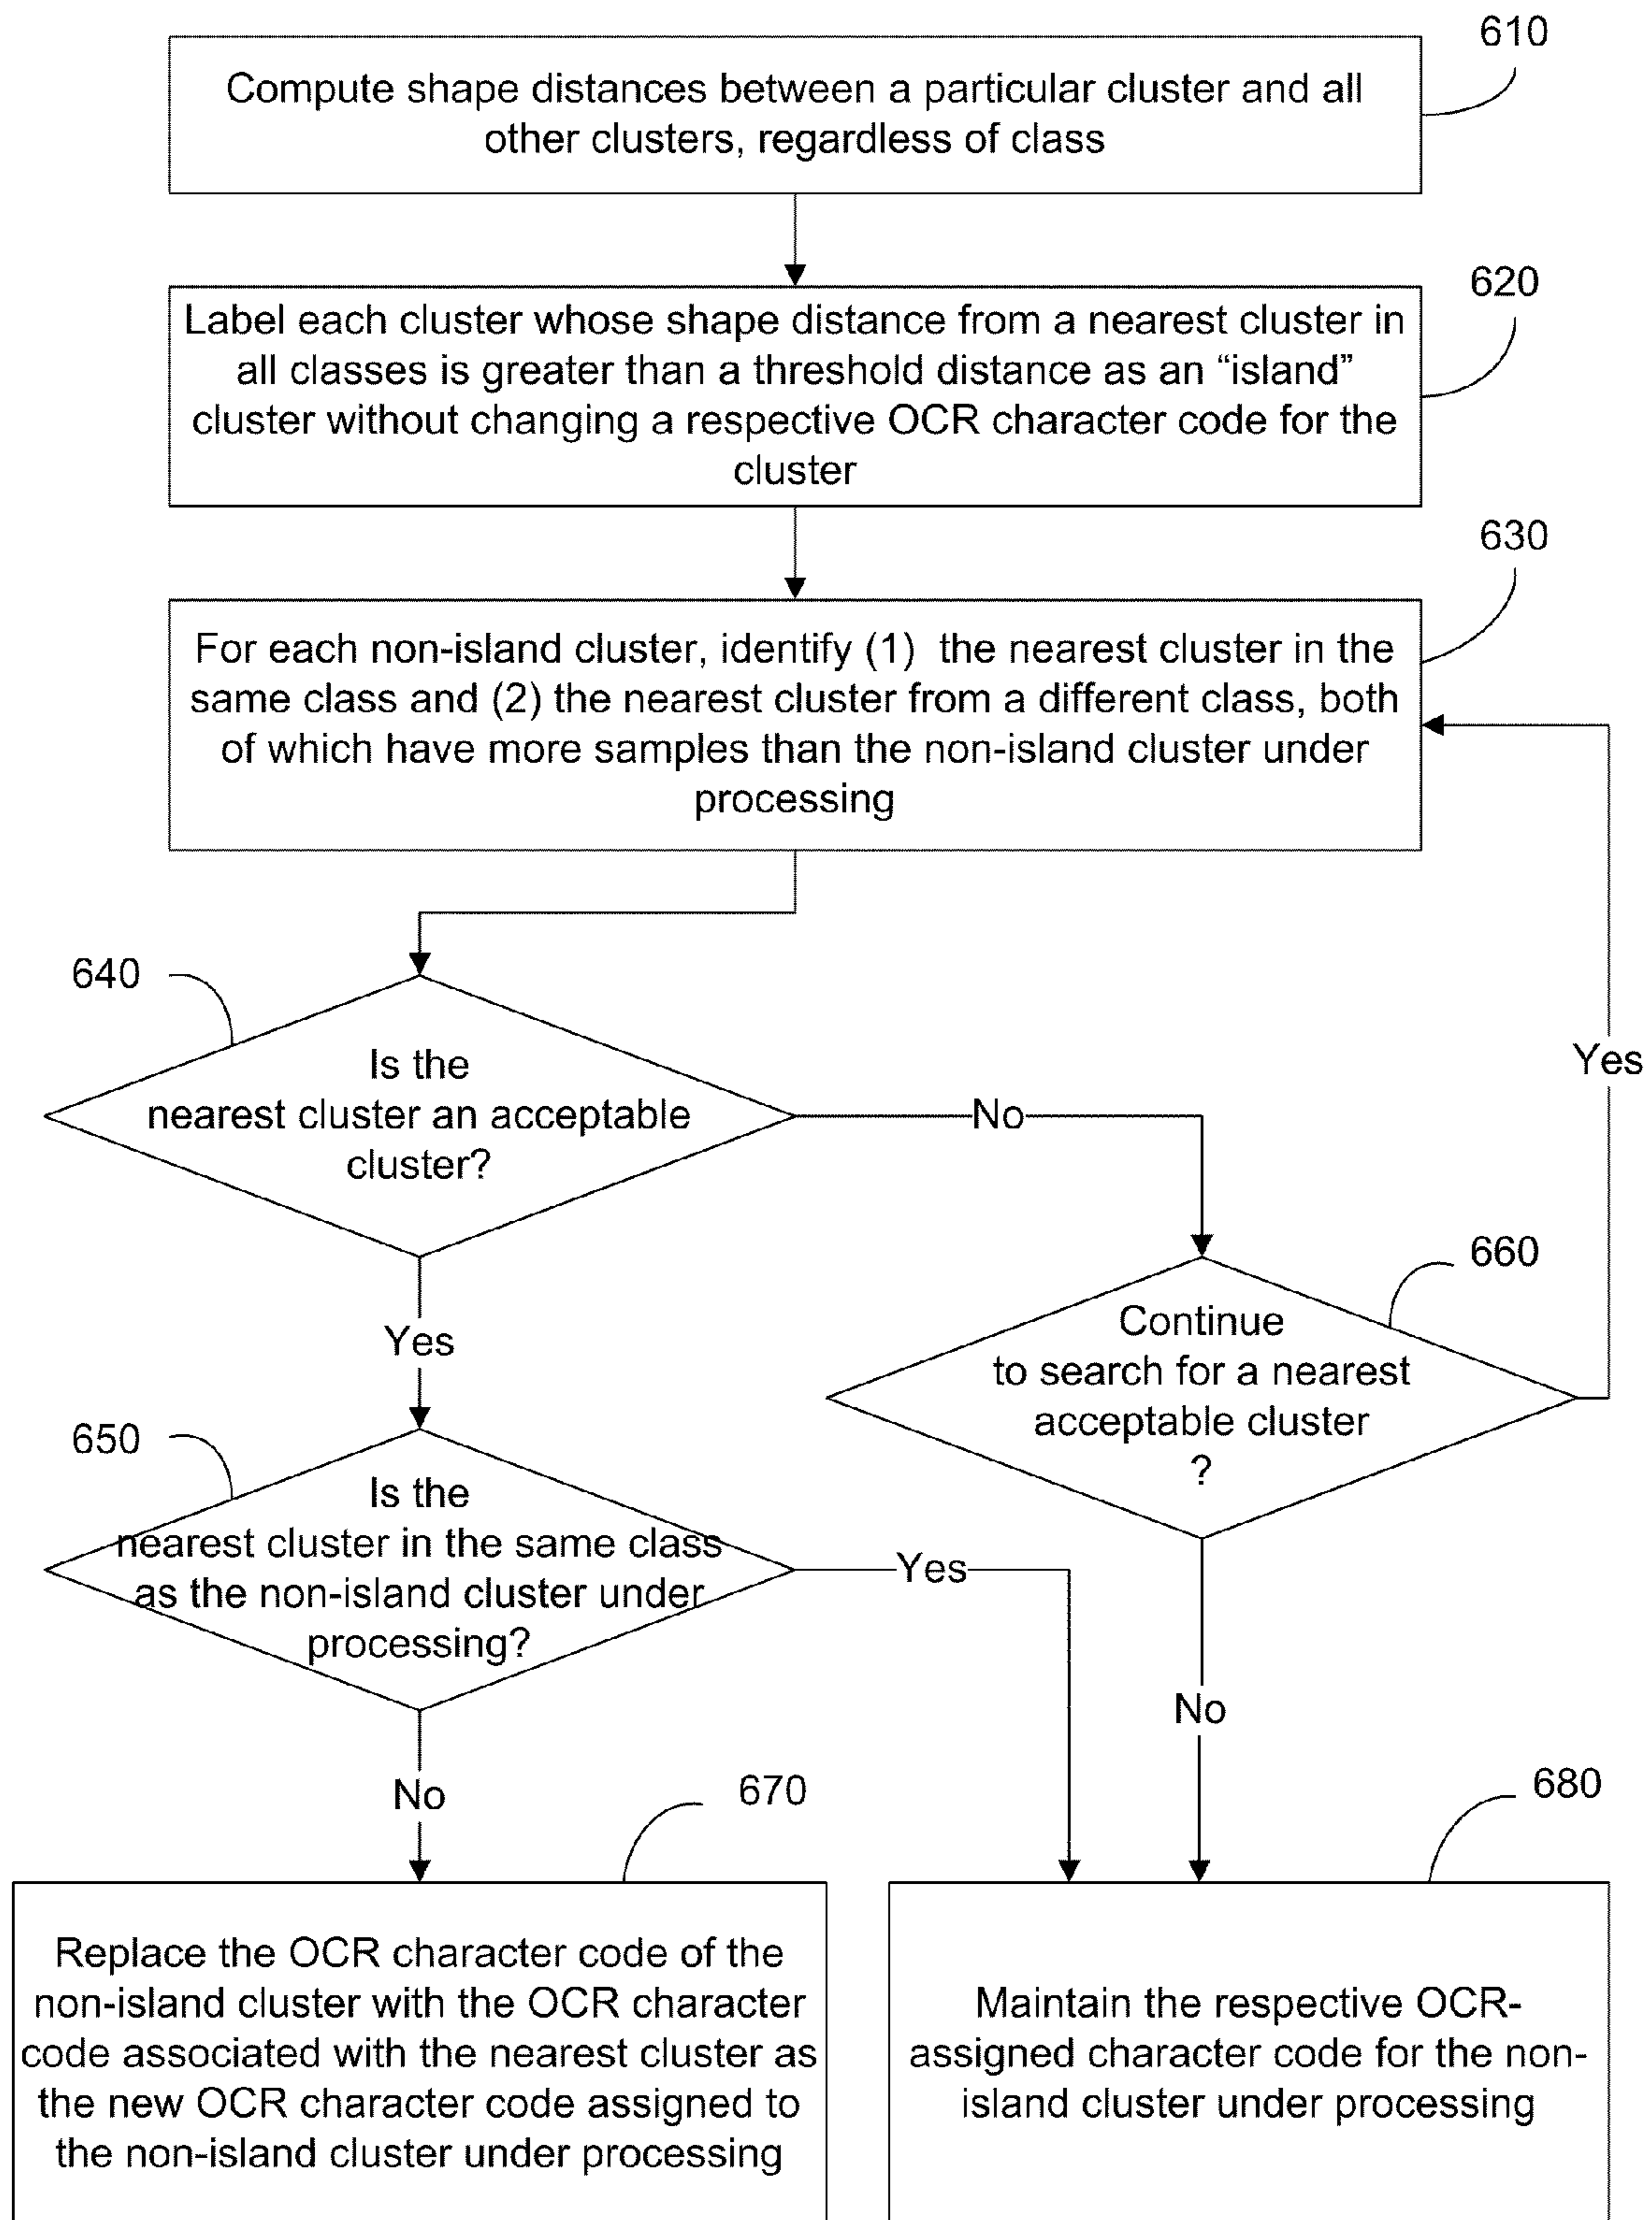 610
Compute shape distances between a particular cluster and all
other clusters, regardless of class
620
Label each cluster whose shape distance from a nearest cluster in
all classes is greater than a threshold distance as an “island”
cluster without changing a respective OCR character code for the
cluster
630
For each non-island cluster, identify (1) the nearest cluster in the
same class and (2) the nearest cluster from a different class, both
of which have more samples than the non-island cluster under
processing
640
Is the
nearest cluster an acceptable
cluster?
No
Yes
Yes
660
Continue
to search for a nearest
acceptable cluster
?
650
Is the
nearest cluster in the same class
as the non-island cluster under
processing?
Yes
No
No
670
Replace the OCR character code of the
non-island cluster with the OCR character
code associated with the nearest cluster as
the new OCR character code assigned to
the non-island cluster under processing
680
Maintain the respective OCR-
assigned character code for the non-
island cluster under processing